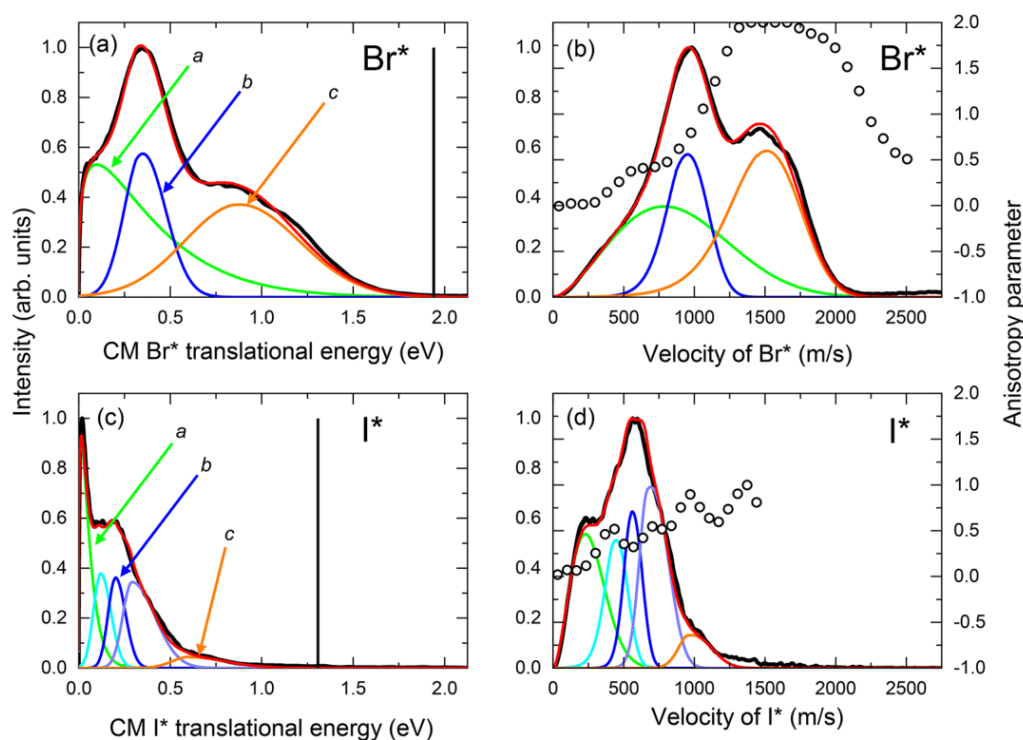 (a)
Br*
a
b
c
1.0
0.8
0.6
0.4
0.2
0.0
0.0 0.5 1.0 1.5 2.0
CM Br* translational energy (eV)
(b)
Br*
1.0
0.8
0.6
0.4
0.2
0.0
2.0
1.5
1.0
0.5
0.0
-0.5
-1.0
0 500 1000 1500 2000 2500
Velocity of Br* (m/s)
Intensity (arb. units)
Anisotropy parameter
(c)
I*
a
b
c
1.0
0.8
0.6
0.4
0.2
0.0
0.0 0.5 1.0 1.5 2.0
CM I* translational energy (eV)
(d)
I*
1.0
0.8
0.6
0.4
0.2
0.0
2.0
1.5
1.0
0.5
0.0
-0.5
-1.0
0 500 1000 1500 2000 2500
Velocity of I* (m/s)